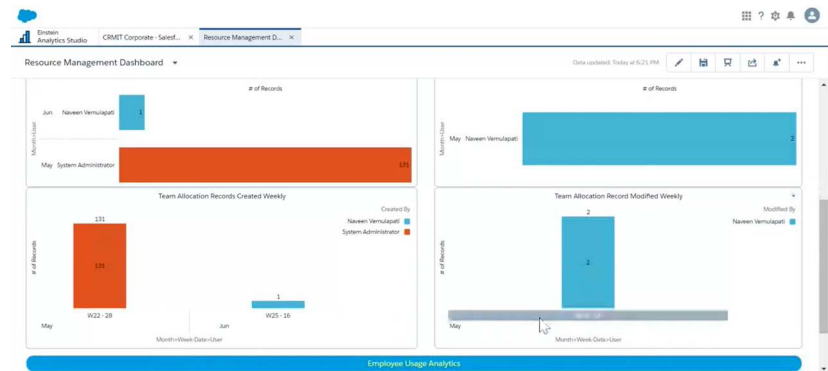 Einstein
Analytics Studio
CRMIT Corporate - Salesf... ×
Resource Management D... ×
Resource Management Dashboard
Data updated: Today at 6:21 PM
# of Records
Month>User
Jun Naveen Vemulapati 1
May System Administrator 131
# of Records
Month>User
May Naveen Vemulapati 2
Team Allocation Records Created Weekly
Created By
Naveen Vemulapati
System Administrator
# of Records
131
131
1
W22 - 28
W25 - 16
May
Jun
Month>Week-Date>User
Team Allocation Record Modified Weekly
Modified By
Naveen Vemulapati
# of Records
2
2
May
Month>Week-Date>User
Employee Usage Analytics